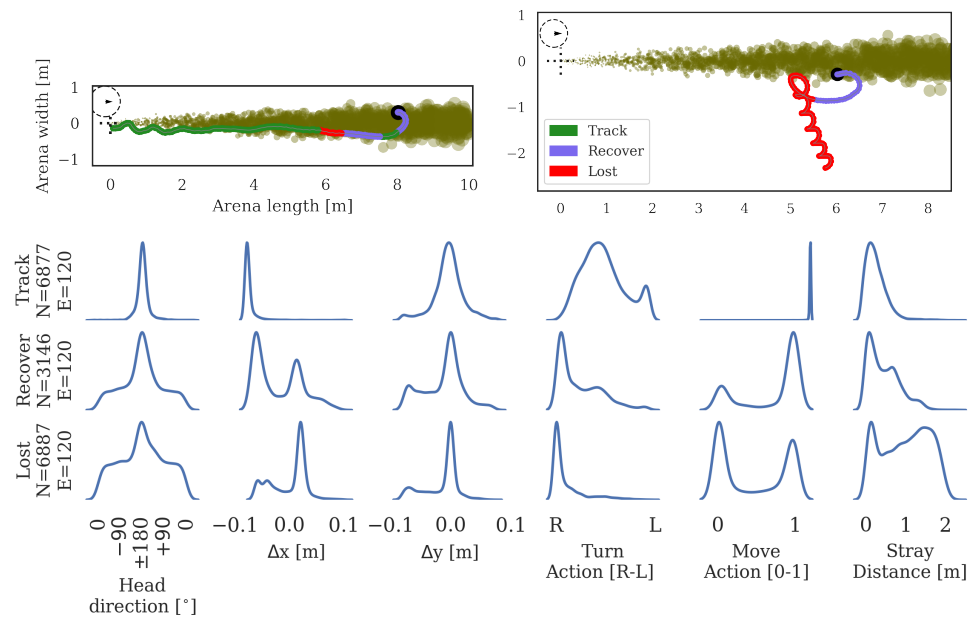 Arena width [m]
1
0
−1
0
2
4
6
8
10
Arena length [m]
1
0
−1
−2
Track
Recover
Lost
0
1
2
3
4
5
6
7
8
Track
N=6877
E=120
Recover
N=3146
E=120
Lost
N=6887
E=120
0
−90
±180
+90
0
Head
direction [°]
−0.1
0.0
0.1
Δx [m]
−0.1
0.0
0.1
Δy [m]
R
L
Turn
Action [R-L]
0
1
Move
Action [0-1]
0
1
2
Stray
Distance [m]